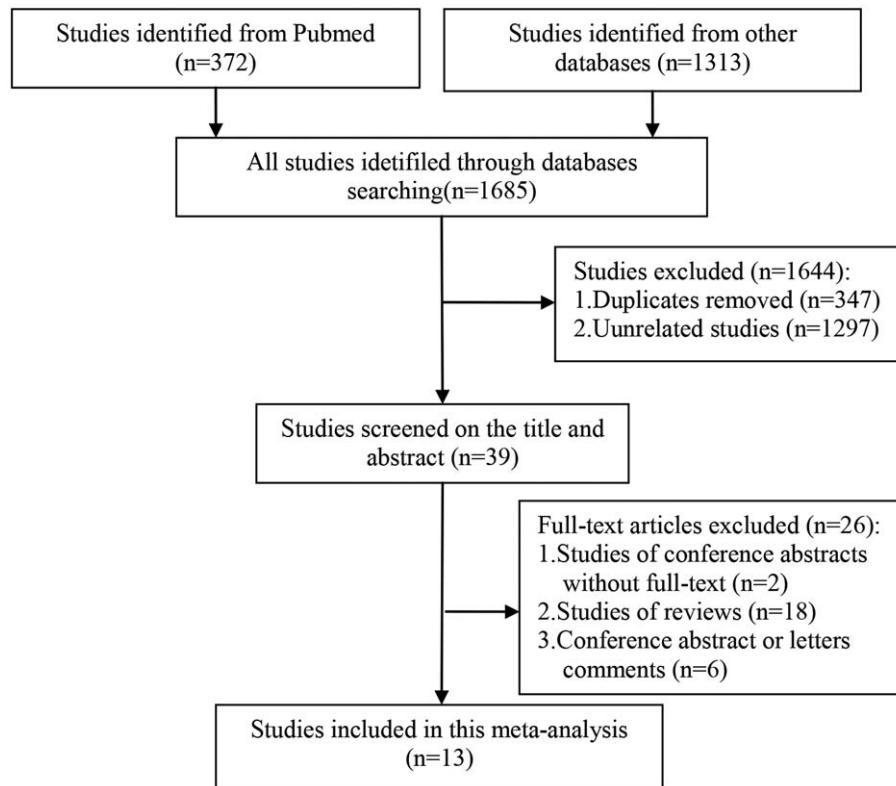 Studies identified from Pubmed
(n=372)
Studies identified from other
databases (n=1313)
All studies idetifiled through databases
searching(n=1685)
Studies excluded (n=1644):
1.Duplicates removed (n=347)
2.Uunrelated studies (n=1297)
Studies screened on the title and
abstract (n=39)
Full-text articles excluded (n=26):
1.Studies of conference abstracts
without full-text (n=2)
2.Studies of reviews (n=18)
3.Conference abstract or letters
comments (n=6)
Studies included in this meta-analysis
(n=13)